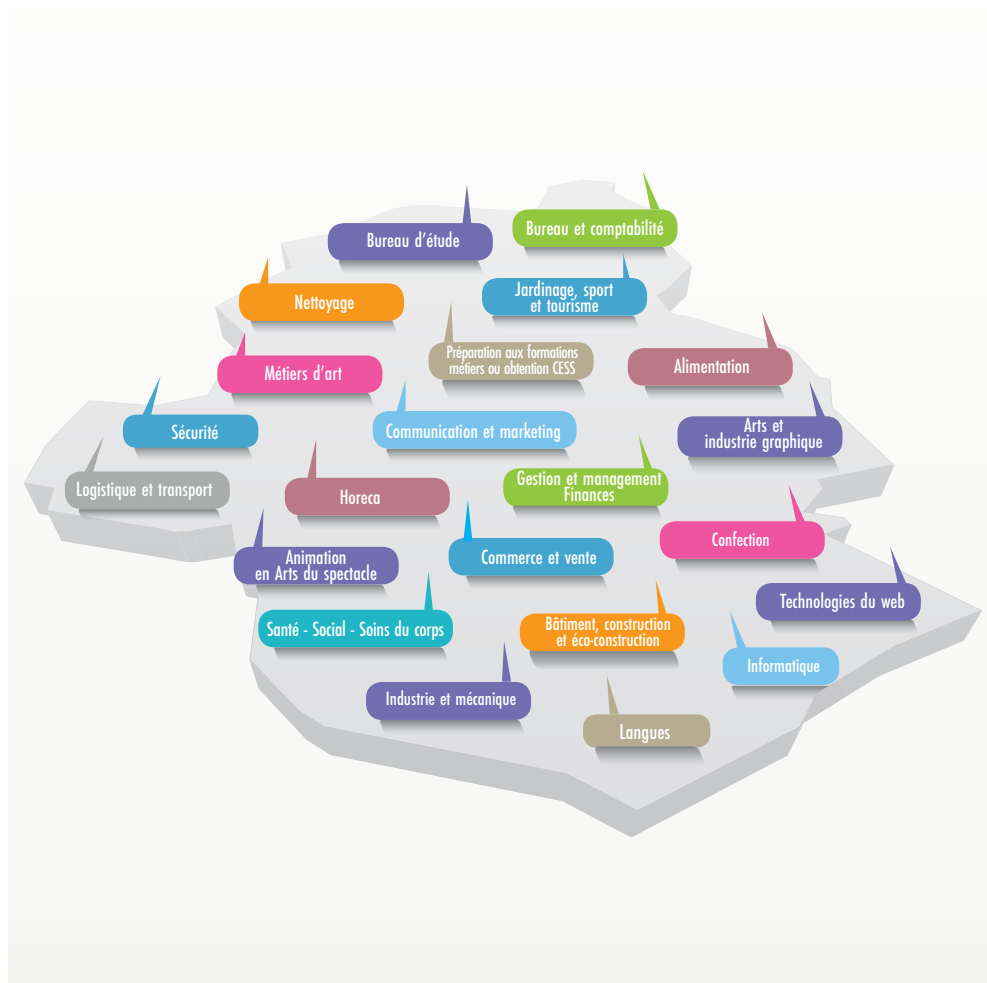 Bureau et comptabilité
Bureau d'étude
Jardinage, sport
et tourisme
Nettoyage
Préparation aux formations
métiers ou obtention CESS
Alimentation
Métiers d'art
Arts et
industrie graphique
Communication et marketing
Sécurité
Gestion et management
Finances
Logistique et transport
Horeca
Confection
Commerce et vente
Animation
en Arts du spectacle
Technologies du web
Santé - Social - Soins du corps
Bâtiment, construction
et éco-construction
Informatique
Industrie et mécanique
Langues